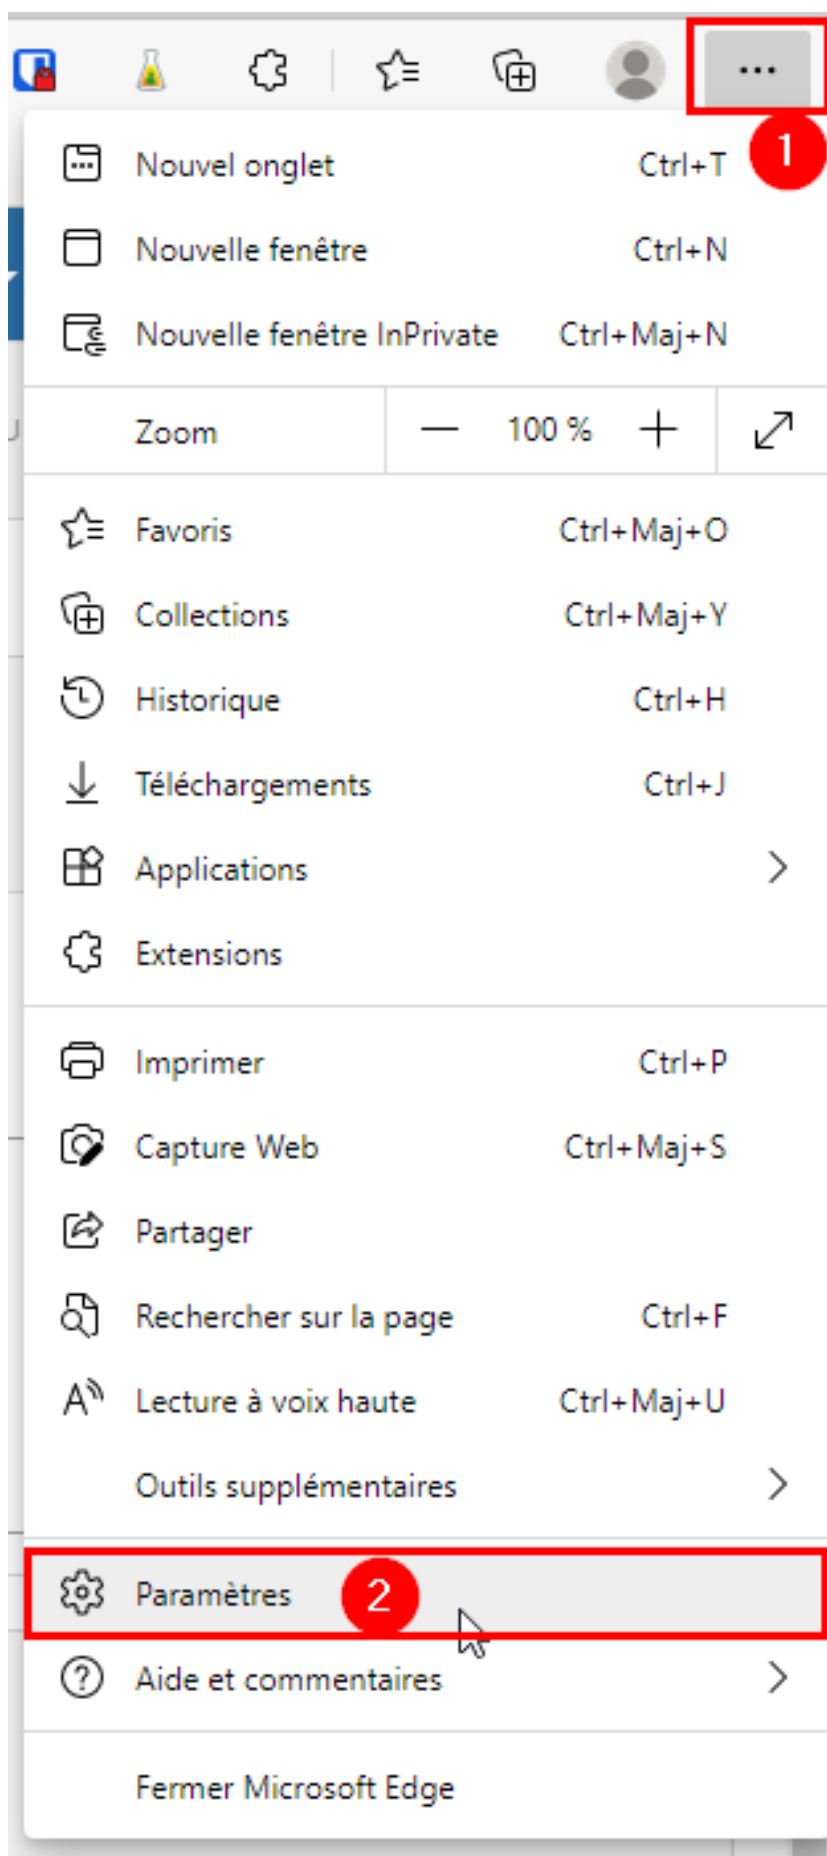 1
Nouvel onglet Ctrl+T
Nouvelle fenêtre Ctrl+N
Nouvelle fenêtre InPrivate Ctrl+Maj+N
Zoom — 100 % +
Favoris Ctrl+Maj+O
Collections Ctrl+Maj+Y
Historique Ctrl+H
Téléchargements Ctrl+J
Applications
Extensions
Imprimer Ctrl+P
Capture Web Ctrl+Maj+S
Partager
Rechercher sur la page Ctrl+F
Lecture à voix haute Ctrl+Maj+U
Outils supplémentaires
Paramètres 2
Aide et commentaires
Fermer Microsoft Edge